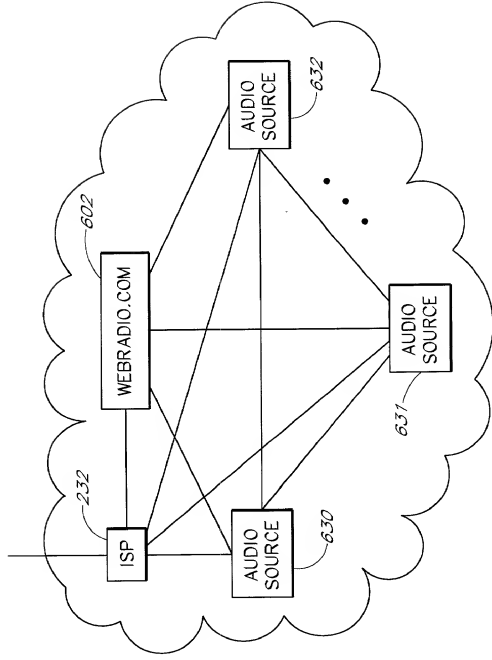 ISP
232
WEBRADIO.COM
602
AUDIO
SOURCE
630
AUDIO
SOURCE
631
AUDIO
SOURCE
632